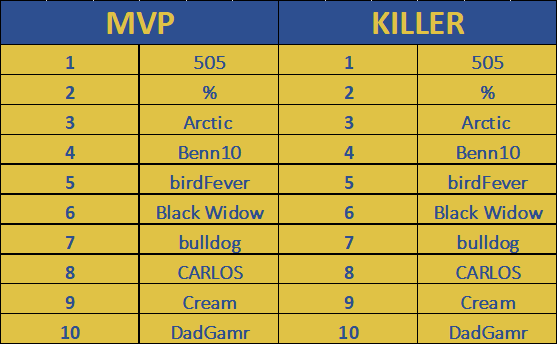 MVP KILLER
1 505 1 505
2 % 2 %
3 Arctic 3 Arctic
4 Benn10 4 Benn10
5 birdFever 5 birdFever
6 Black Widow 6 Black Widow
7 bulldog 7 bulldog
8 CARLOS 8 CARLOS
9 Cream 9 Cream
10 DadGamr 10 DadGamr